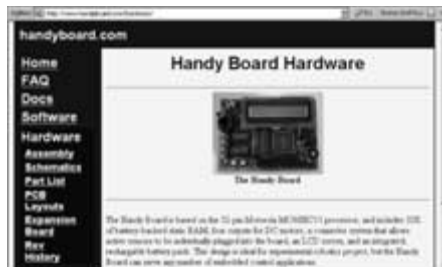 handyboard.com
Home
FAQ
Docs
Software
Hardware
Assembly
Schematics
Part List
PCB
Layouts
Expansion
Board
Rev
History
Handy Board Hardware
The Handy Board
The Handy Board is based on the 52-pin Motorola MC68HC11 processor, and includes 32K
of battery-backed static RAM, four outputs for DC motors, a connector system that allows
active sensors to be individually plugged into the board, an LCD screen, and an integrated,
rechargable battery pack. This design is ideal for experimental robotics project, but the Handy
Board can serve any number of embedded control applications.